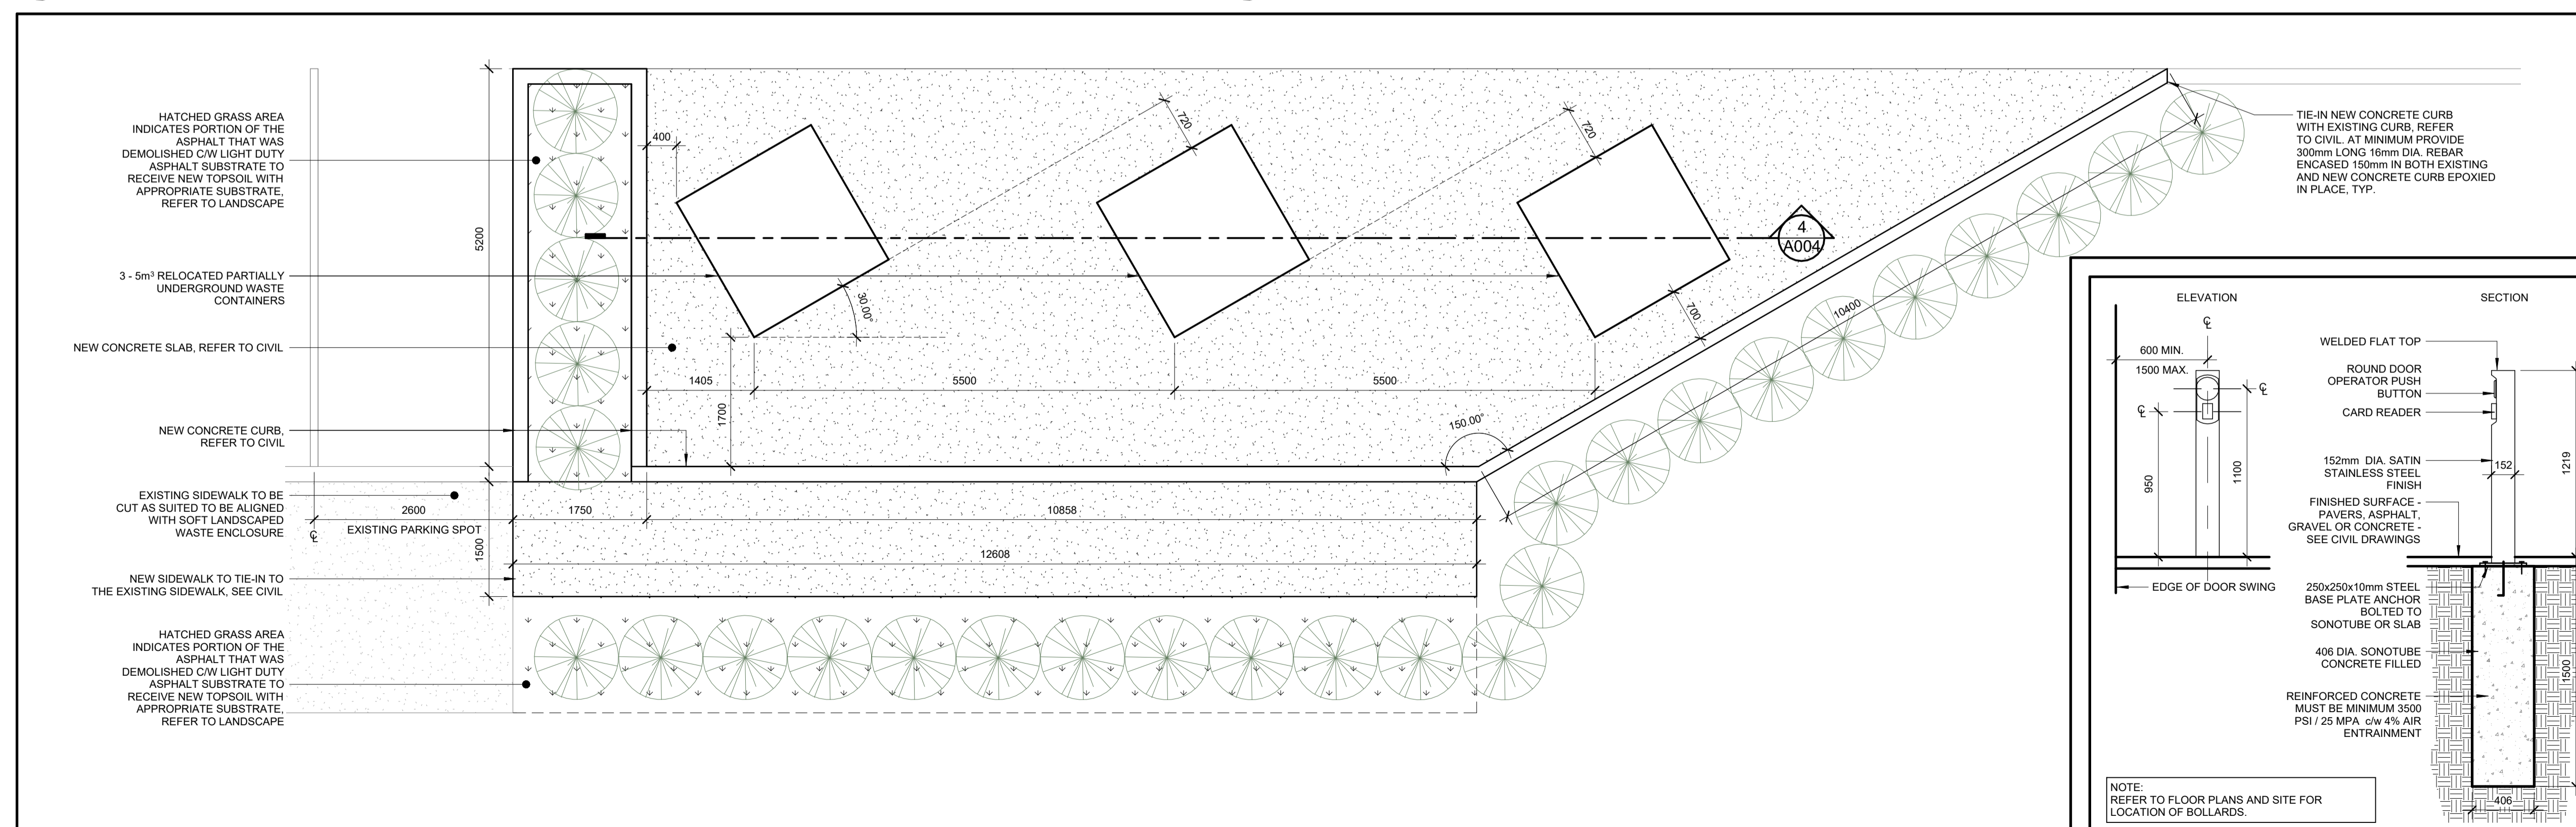 HATCHED GRASS AREA
INDICATES PORTION OF THE
ASPHALT THAT WAS
DEMOLISHED C/W LIGHT DUTY
ASPHALT SUBSTRATE TO
RECEIVE NEW TOPSOIL WITH
APPROPRIATE SUBSTRATE,
REFER TO LANDSCAPE
3 - 5m³ RELOCATED PARTIALLY
UNDERGROUND WASTE
CONTAINERS
NEW CONCRETE SLAB, REFER TO CIVIL
NEW CONCRETE CURB,
REFER TO CIVIL
EXISTING SIDEWALK TO BE
CUT AS SUITED TO BE ALIGNED
WITH SOFT LANDSCAPED
WASTE ENCLOSURE
NEW SIDEWALK TO TIE-IN TO
THE EXISTING SIDEWALK, SEE CIVIL
HATCHED GRASS AREA
INDICATES PORTION OF THE
ASPHALT THAT WAS
DEMOLISHED C/W LIGHT DUTY
ASPHALT SUBSTRATE TO
RECEIVE NEW TOPSOIL WITH
APPROPRIATE SUBSTRATE,
REFER TO LANDSCAPE
5200
400
720
720
30.00°
700
10400
1405
5500
5500
1700
150.00°
2600
EXISTING PARKING SPOT
℄
1750
10858
1500
12608
4
A004
TIE-IN NEW CONCRETE CURB
WITH EXISTING CURB, REFER
TO CIVIL. AT MINIMUM PROVIDE
300mm LONG 16mm DIA. REBAR
ENCASED 150mm IN BOTH EXISTING
AND NEW CONCRETE CURB EPOXIED
IN PLACE, TYP.
ELEVATION
℄
600 MIN.
1500 MAX.
℄
℄
950
1100
EDGE OF DOOR SWING
SECTION
WELDED FLAT TOP
ROUND DOOR
OPERATOR PUSH
BUTTON
CARD READER
152mm DIA. SATIN
STAINLESS STEEL
FINISH
FINISHED SURFACE -
PAVERS, ASPHALT,
GRAVEL OR CONCRETE -
SEE CIVIL DRAWINGS
250x250x10mm STEEL
BASE PLATE ANCHOR
BOLTED TO
SONOTUBE OR SLAB
406 DIA. SONOTUBE
CONCRETE FILLED
REINFORCED CONCRETE
MUST BE MINIMUM 3500
PSI / 25 MPA c/w 4% AIR
ENTRAINMENT
152
1219
1500
406
NOTE:
REFER TO FLOOR PLANS AND SITE FOR
LOCATION OF BOLLARDS.